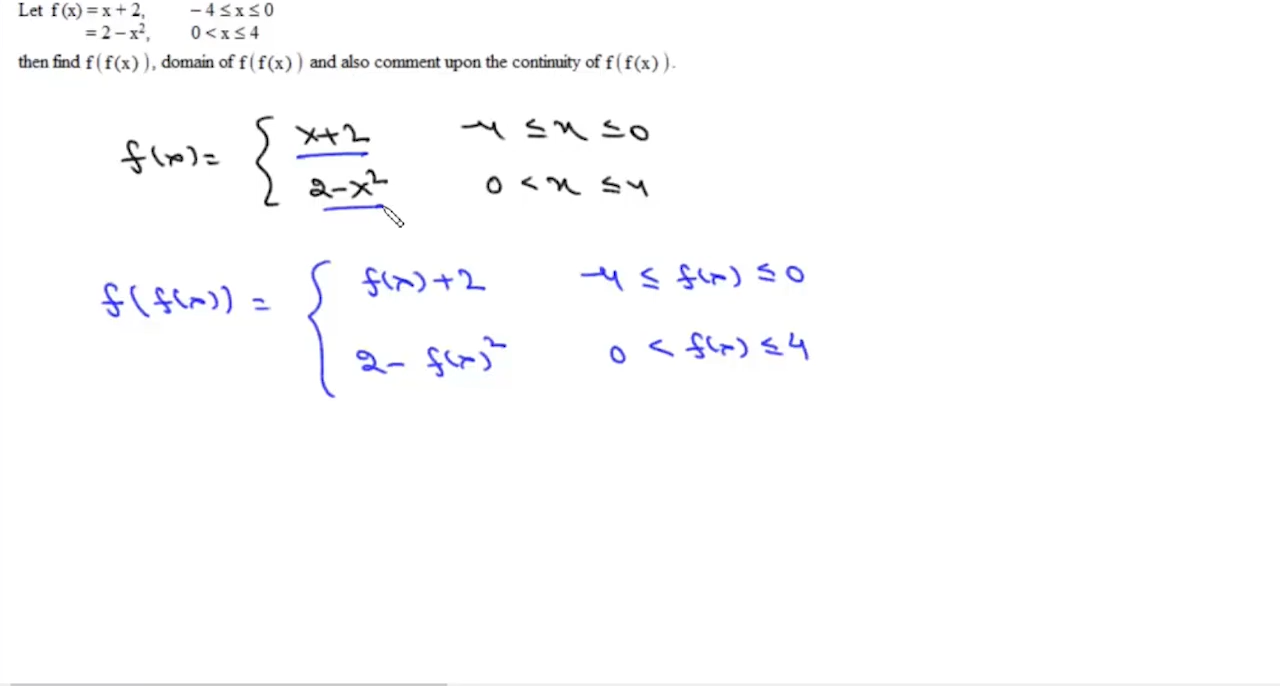 Let f(x) = x + 2, - 4 ≤ x ≤ 0
= 2 – x², 0 < x ≤ 4
then find f(f(x)), domain of f(f(x)) and also comment upon the continuity of f(f(x)).
f(x) = { x+2 -4 ≤ x ≤ 0
2-x² 0 < x ≤ 4
f(f(x)) = { f(x)+2 -4 ≤ f(x) ≤ 0
2- f(x)² 0 < f(x) ≤ 4